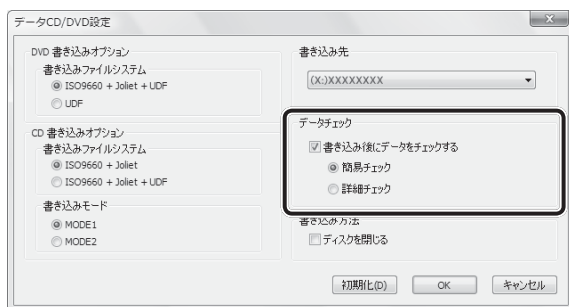 データCD/DVD設定
DVD 書き込みオプション
書き込みファイルシステム
ISO9660 + Joliet + UDF
UDF
CD 書き込みオプション
書き込みファイルシステム
ISO9660 + Joliet
ISO9660 + Joliet + UDF
書き込みモード
MODE1
MODE2
書き込み先
(X:)XXXXXXXX
データチェック
書き込み後にデータをチェックする
簡易チェック
詳細チェック
書き込み方法
ディスクを閉じる
初期化(D)
OK
キャンセル